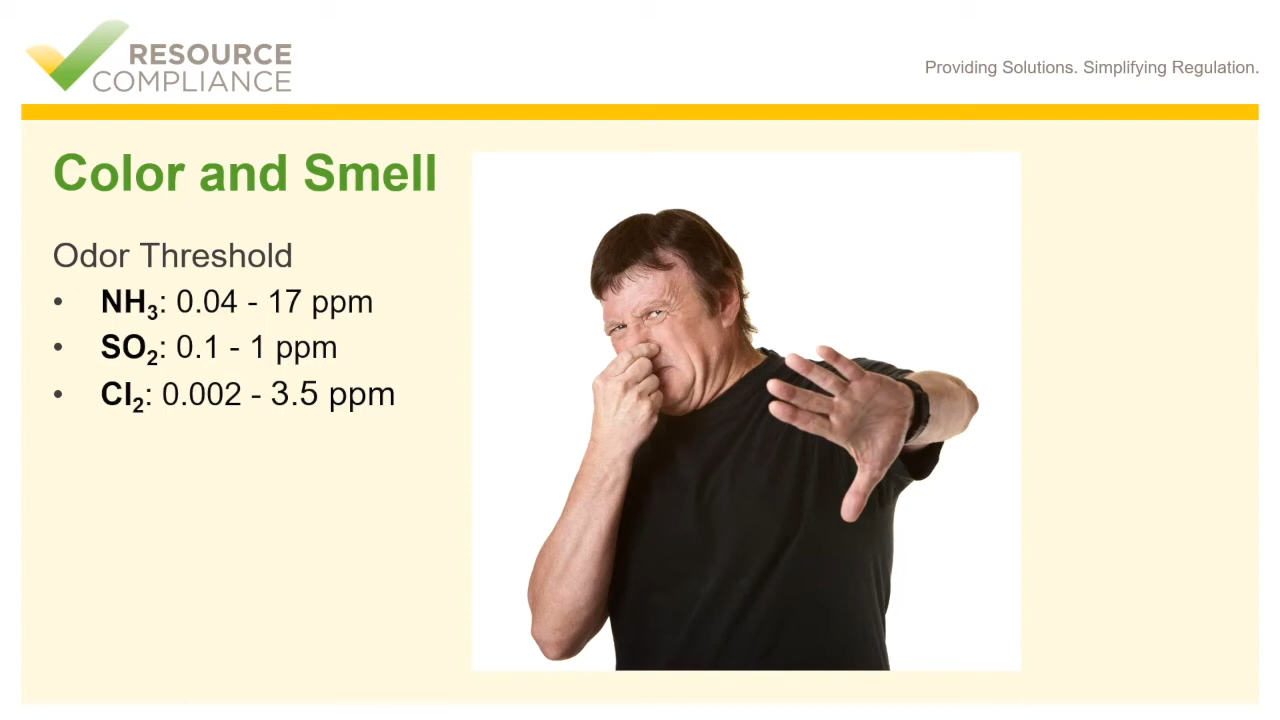 RESOURCE
COMPLIANCE
Providing Solutions. Simplifying Regulation.
Color and Smell
Odor Threshold
• NH₃: 0.04 - 17 ppm
• SO₂: 0.1 - 1 ppm
• Cl₂: 0.002 - 3.5 ppm